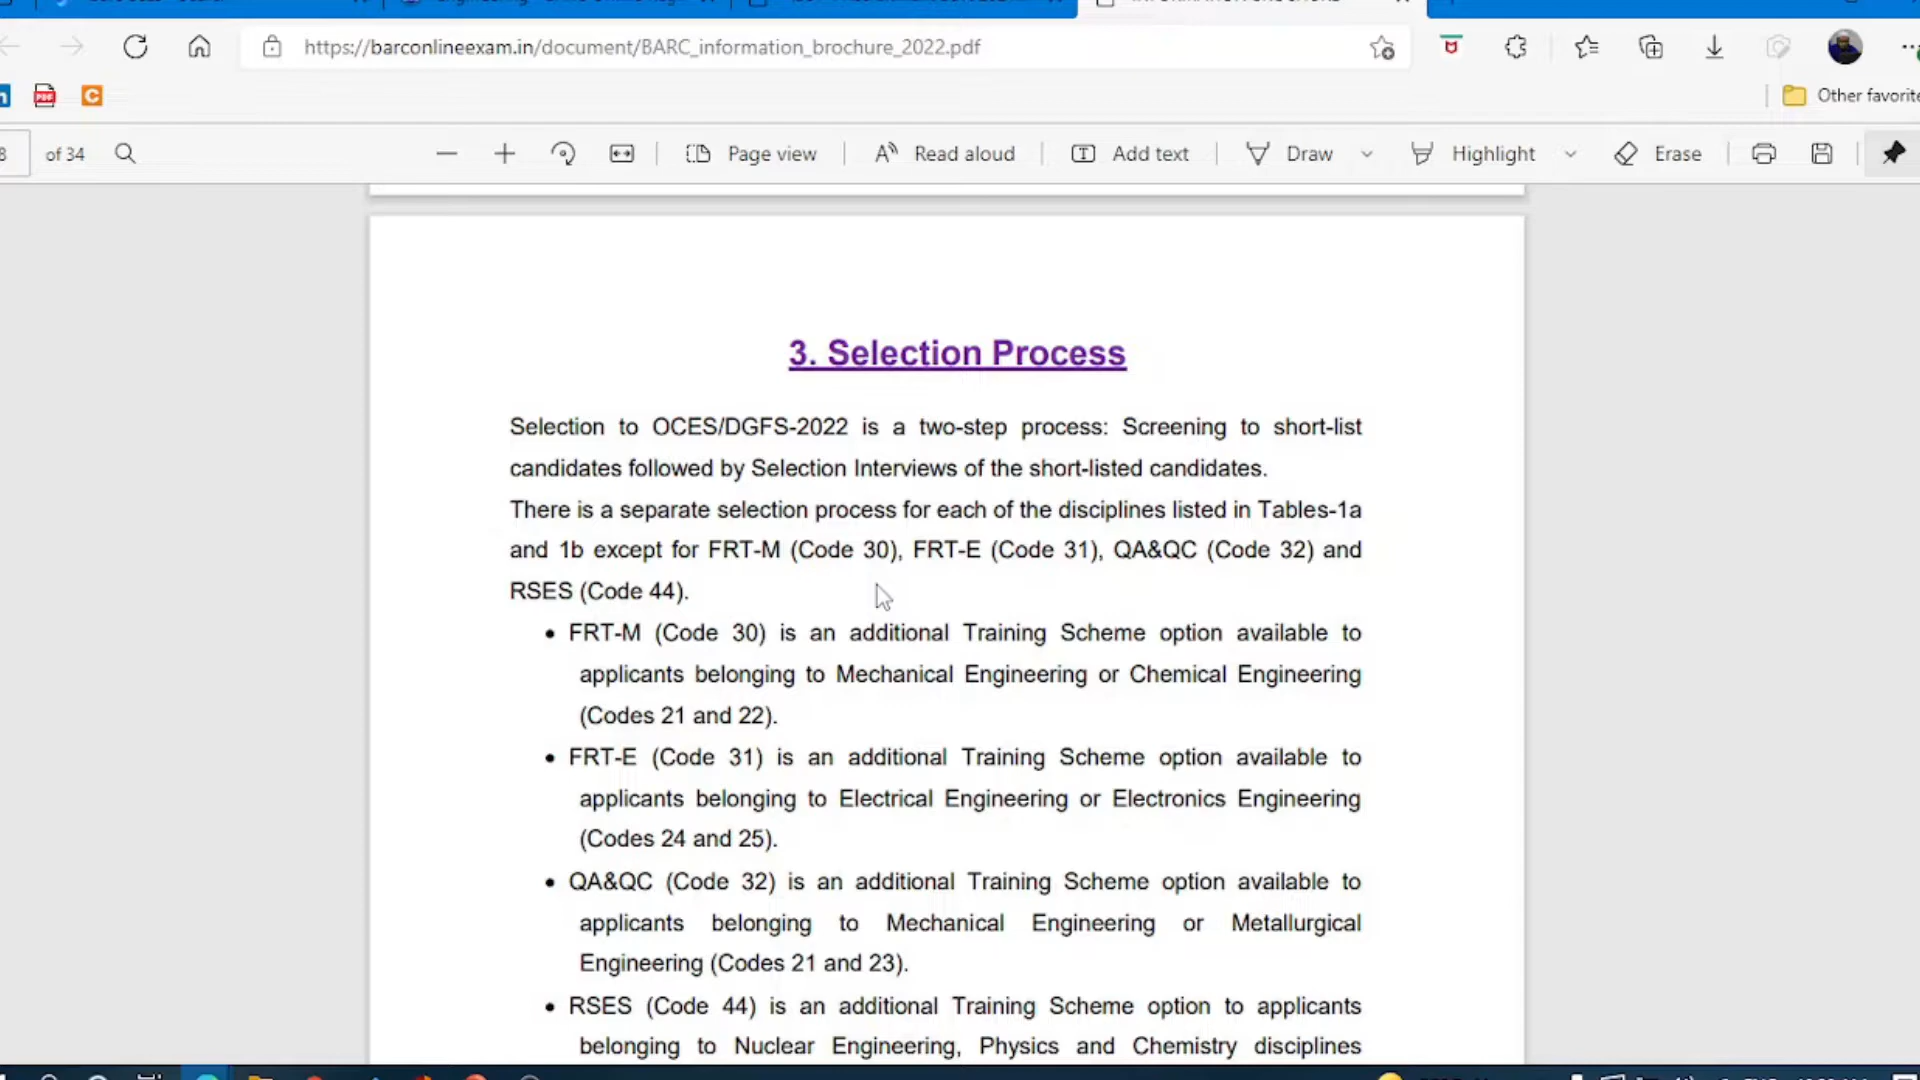 https://barconlineexam.in/document/BARC_information_brochure_2022.pdf
PDF
C
Other favorite
8 of 34
Page view
Read aloud
Add text
Draw
Highlight
Erase
3. Selection Process
Selection to OCES/DGFS-2022 is a two-step process: Screening to short-list
candidates followed by Selection Interviews of the short-listed candidates.
There is a separate selection process for each of the disciplines listed in Tables-1a
and 1b except for FRT-M (Code 30), FRT-E (Code 31), QA&QC (Code 32) and
RSES (Code 44).
• FRT-M (Code 30) is an additional Training Scheme option available to
applicants belonging to Mechanical Engineering or Chemical Engineering
(Codes 21 and 22).
• FRT-E (Code 31) is an additional Training Scheme option available to
applicants belonging to Electrical Engineering or Electronics Engineering
(Codes 24 and 25).
• QA&QC (Code 32) is an additional Training Scheme option available to
applicants belonging to Mechanical Engineering or Metallurgical
Engineering (Codes 21 and 23).
• RSES (Code 44) is an additional Training Scheme option to applicants
belonging to Nuclear Engineering, Physics and Chemistry disciplines